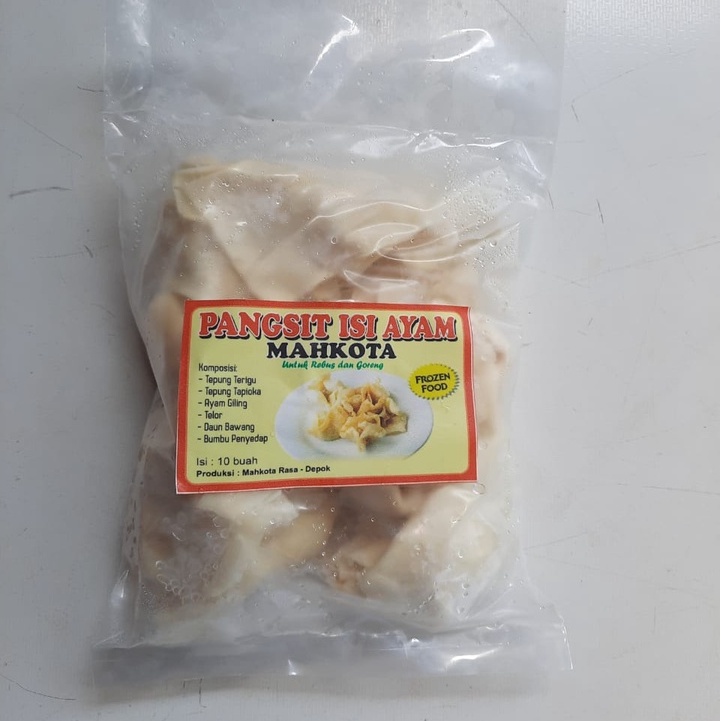 PANGSIT ISI AYAM
MAHKOTA
Untuk Rebus dan Goreng
Komposisi:
- Tepung Terigu
- Tepung Tapioka
- Ayam Giling
- Telor
- Daun Bawang
- Bumbu Penyedap
FROZEN
FOOD
Isi : 10 buah
Produksi : Mahkota Rasa - Depok